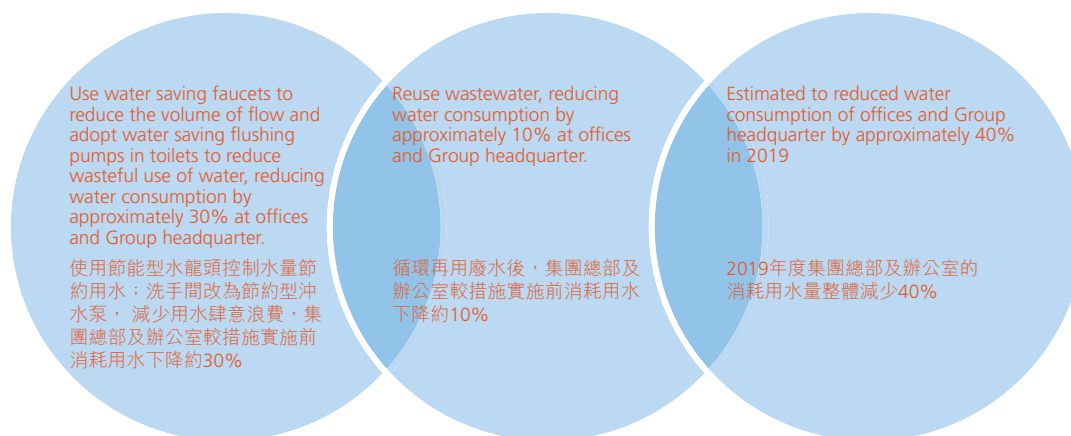 Use water saving faucets to
reduce the volume of flow and
adopt water saving flushing
pumps in toilets to reduce
wasteful use of water, reducing
water consumption by
approximately 30% at offices
and Group headquarter.
使用節能型水龍頭控制水量節
約用水；洗手間改為節約型沖
水泵， 減少用水肆意浪費，集
團總部及辦公室較措施實施前
消耗用水下降約30%
Reuse wastewater, reducing
water consumption by
approximately 10% at offices
and Group headquarter.
循環再用廢水後，集團總部及
辦公室較措施實施前消耗用水
下降約10%
Estimated to reduced water
consumption of offices and Group
headquarter by approximately 40%
in 2019
2019年度集團總部及辦公室的
消耗用水量整體減少40%